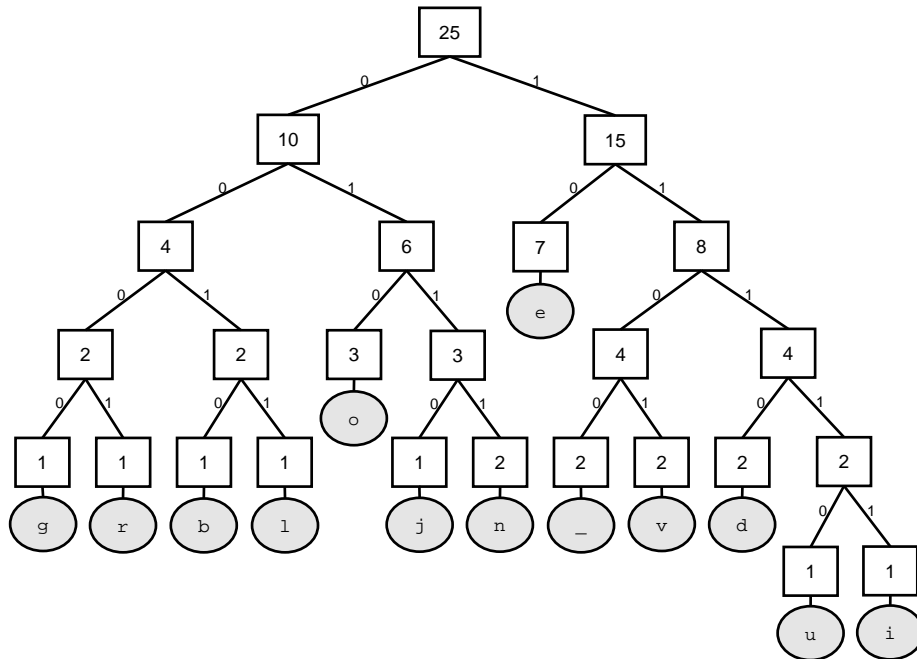 25
0 1
10 15
0 1 0 1
4 6 7 8
0 1 0 1 e 0 1
2 2 3 3 4 4
0 1 0 1 o 0 1 0 1 0 1
1 1 1 1 1 2 2 2 2 2
g r b l j n _ v d 0 1
1 1
u i